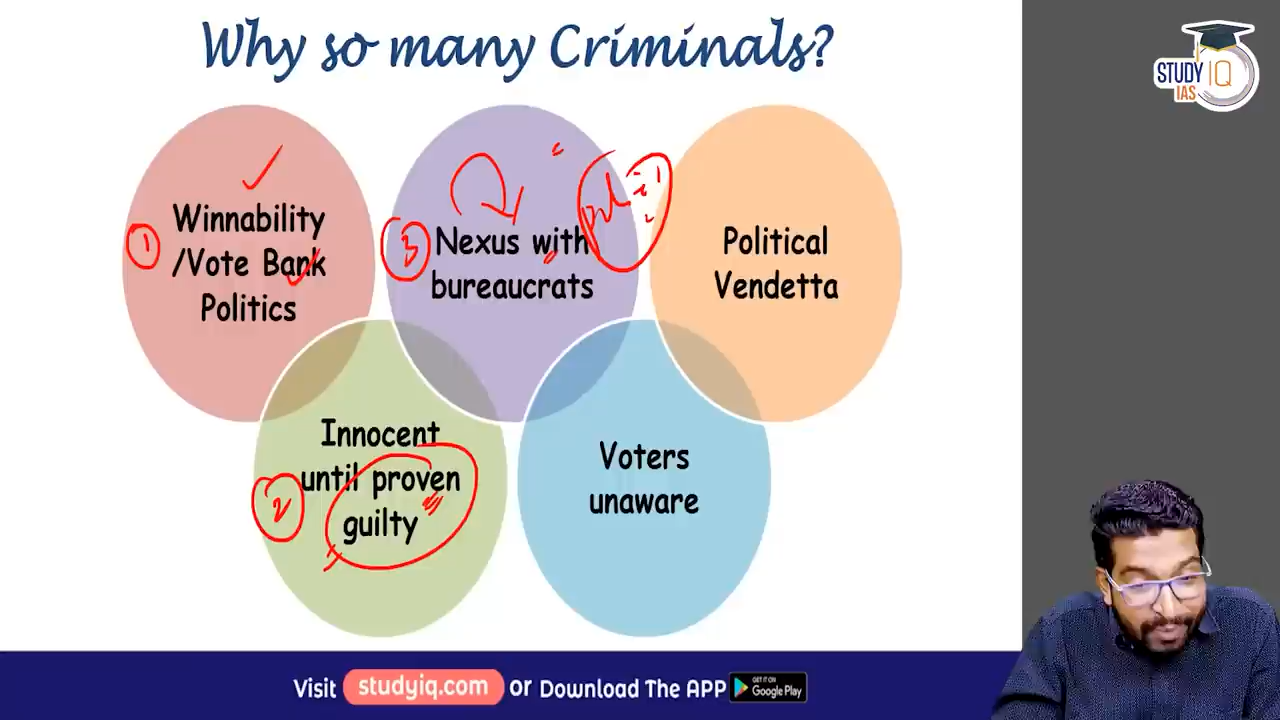 Why so many Criminals?
STUDY IQ
IAS
Winnability
/Vote Bank
Politics
1
Nexus with
bureaucrats
3
Political
Vendetta
Innocent
until proven
guilty
2
Voters
unaware
Visit studyiq.com or Download The APP
GET IT ON
Google Play